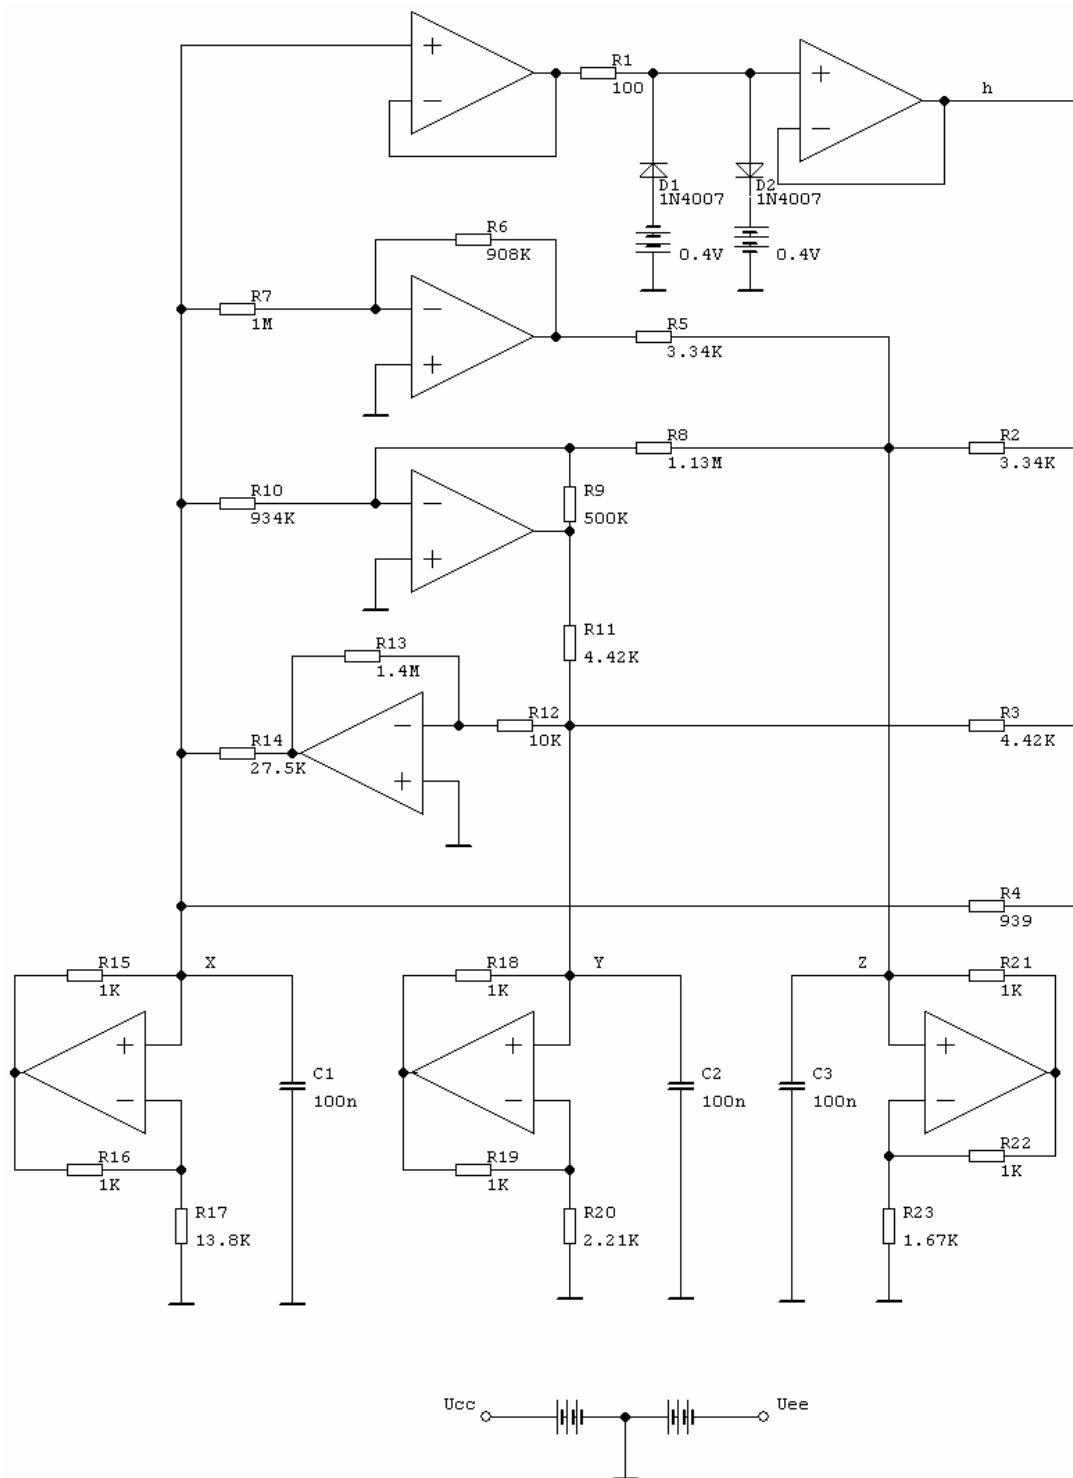 R1
100
h
D1
1N4007
D2
1N4007
0.4V
0.4V
R6
908K
R7
1M
R5
3.34K
R8
1.13M
R2
3.34K
R10
934K
R9
500K
R11
4.42K
R13
1.4M
R12
10K
R3
4.42K
R14
27.5K
R4
939
R15
1K
X
R18
1K
Y
Z
R21
1K
C1
100n
C2
100n
C3
100n
R16
1K
R19
1K
R22
1K
R17
13.8K
R20
2.21K
R23
1.67K
Ucc
Uee